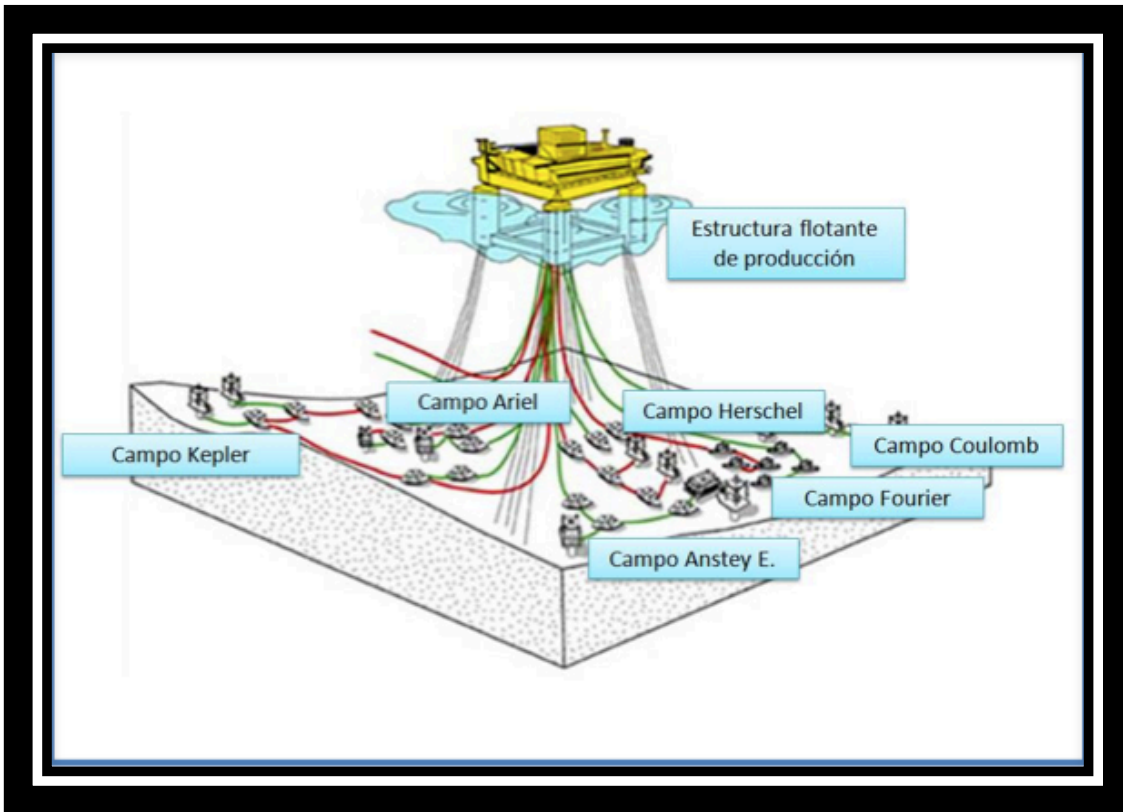 Estructura flotante
de producción
Campo Ariel
Campo Herschel
Campo Kepler
Campo Coulomb
Campo Fourier
Campo Anstey E.